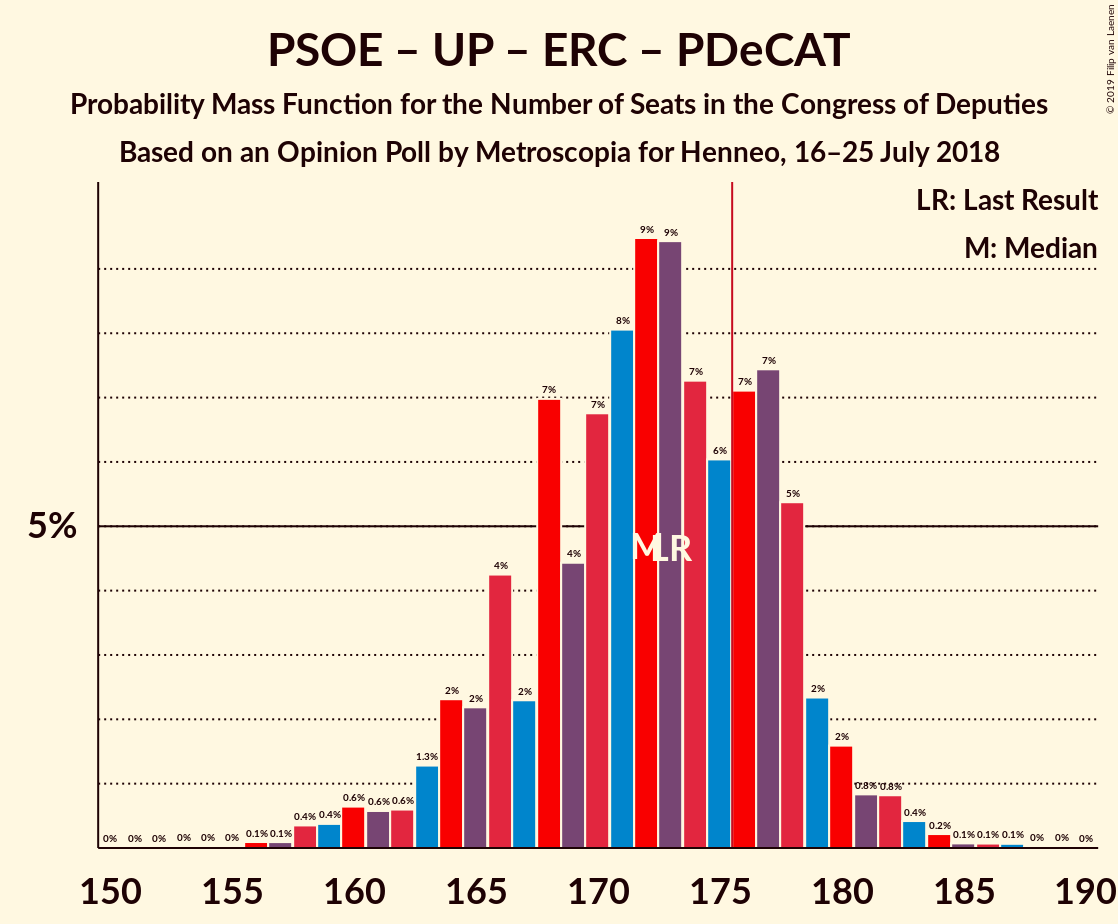 PSOE – UP – ERC – PDeCAT
Probability Mass Function for the Number of Seats in the Congress of Deputies
Based on an Opinion Poll by Metroscopia for Henneo, 16–25 July 2018
© 2019 Filip van Laenen
LR: Last Result
M: Median
5%
0% 0% 0% 0% 0% 0% 0.1% 0.1% 0.4% 0.4% 0.6% 0.6% 0.6% 1.3% 2% 2% 4% 2% 7% 4% 7% 8% 9% 9% 7% 6% 7% 7% 5% 2% 2% 0.8% 0.8% 0.4% 0.2% 0.1% 0.1% 0.1% 0% 0% 0%
M LR
150 155 160 165 170 175 180 185 190